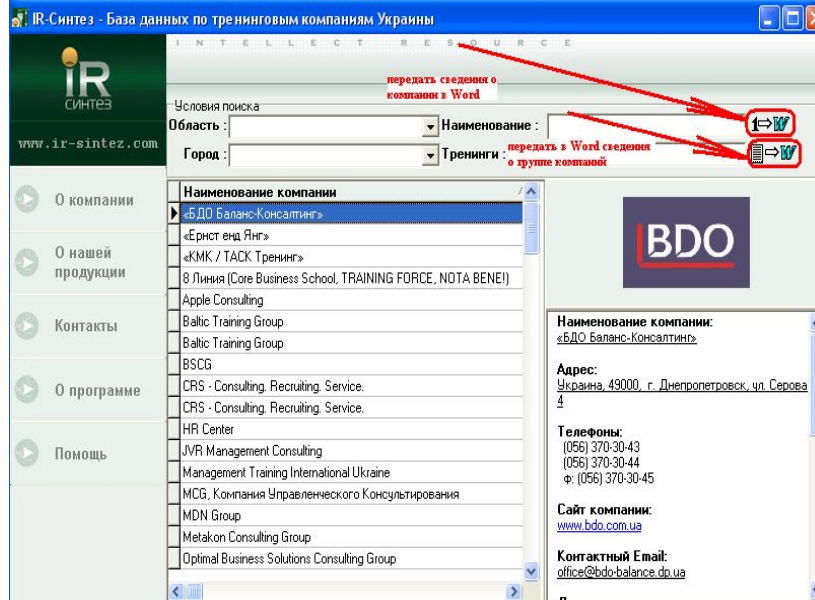 IR-Синтез - База данных по тренинговым компаниям Украины
INTELLECT RESOURCE
iR
СИНТЕЗ
www.ir-sintez.com
передать сведения о
компании в Word
Условия поиска
Область :
Наименование :
1⇨W
Город :
Тренинги :
передать в Word сведения
о группе компаний
⇨W
О компании
О нашей
продукции
Контакты
О программе
Помощь
Наименование компании
«БДО Баланс-Консалтинг»
«Ернст енд Янг»
«КМК / ТАСК Тренинг»
8 Линия (Core Business School, TRAINING FORCE, NOTA BENE!)
Apple Consulting
Baltic Training Group
Baltic Training Group
BSCG
CRS - Consulting. Recruiting. Service.
CRS - Consulting. Recruiting. Service.
HR Center
JVR Management Consulting
Management Training International Ukraine
MCG, Компания Управленческого Консультирования
MDN Group
Metakon Consulting Group
Optimal Business Solutions Consulting Group
BDO
Наименование компании:
«БДО Баланс-Консалтинг»
Адрес:
Украина, 49000, г. Днепропетровск, ул. Серова
4
Телефоны:
(056) 370-30-43
(056) 370-30-44
ф: (056) 370-30-45
Сайт компании:
www.bdo.com.ua
Контактный Email:
office@bdo-balance.dp.ua